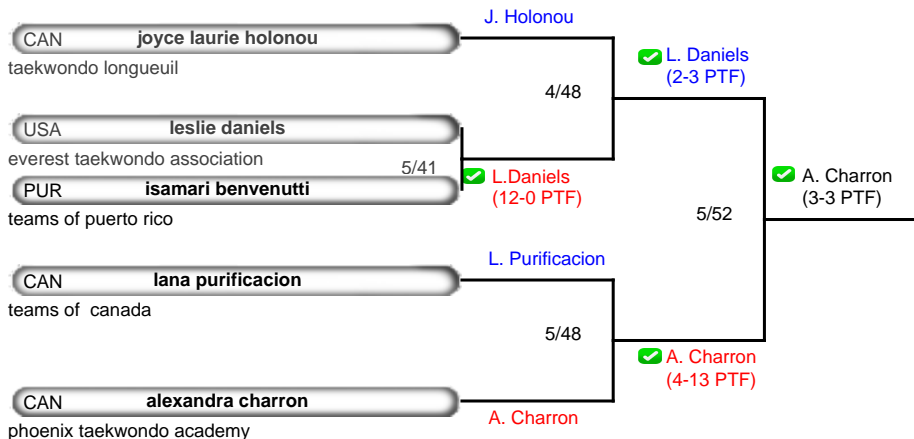 J. Holonou
CAN joyce laurie holonou
taekwondo longueuil
L. Daniels
(2-3 PTF)
4/48
USA leslie daniels
everest taekwondo association
5/41
L.Daniels
(12-0 PTF)
PUR isamari benvenutti
teams of puerto rico
A. Charron
(3-3 PTF)
5/52
L. Purificacion
CAN lana purificacion
teams of canada
5/48
A. Charron
(4-13 PTF)
CAN alexandra charron
A. Charron
phoenix taekwondo academy